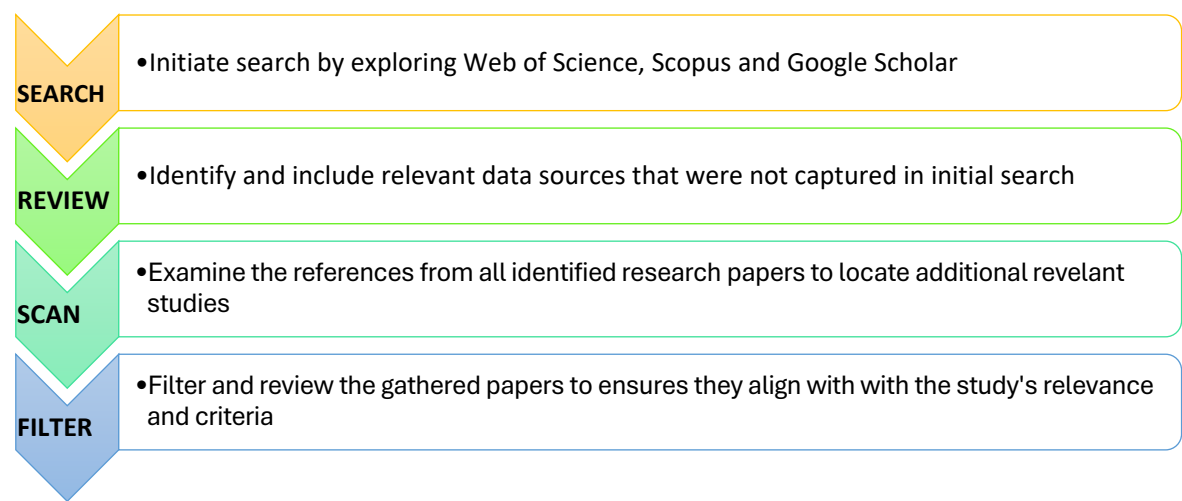 SEARCH
•Initiate search by exploring Web of Science, Scopus and Google Scholar
REVIEW
•Identify and include relevant data sources that were not captured in initial search
SCAN
•Examine the references from all identified research papers to locate additional revelant
studies
FILTER
•Filter and review the gathered papers to ensures they align with with the study's relevance
and criteria